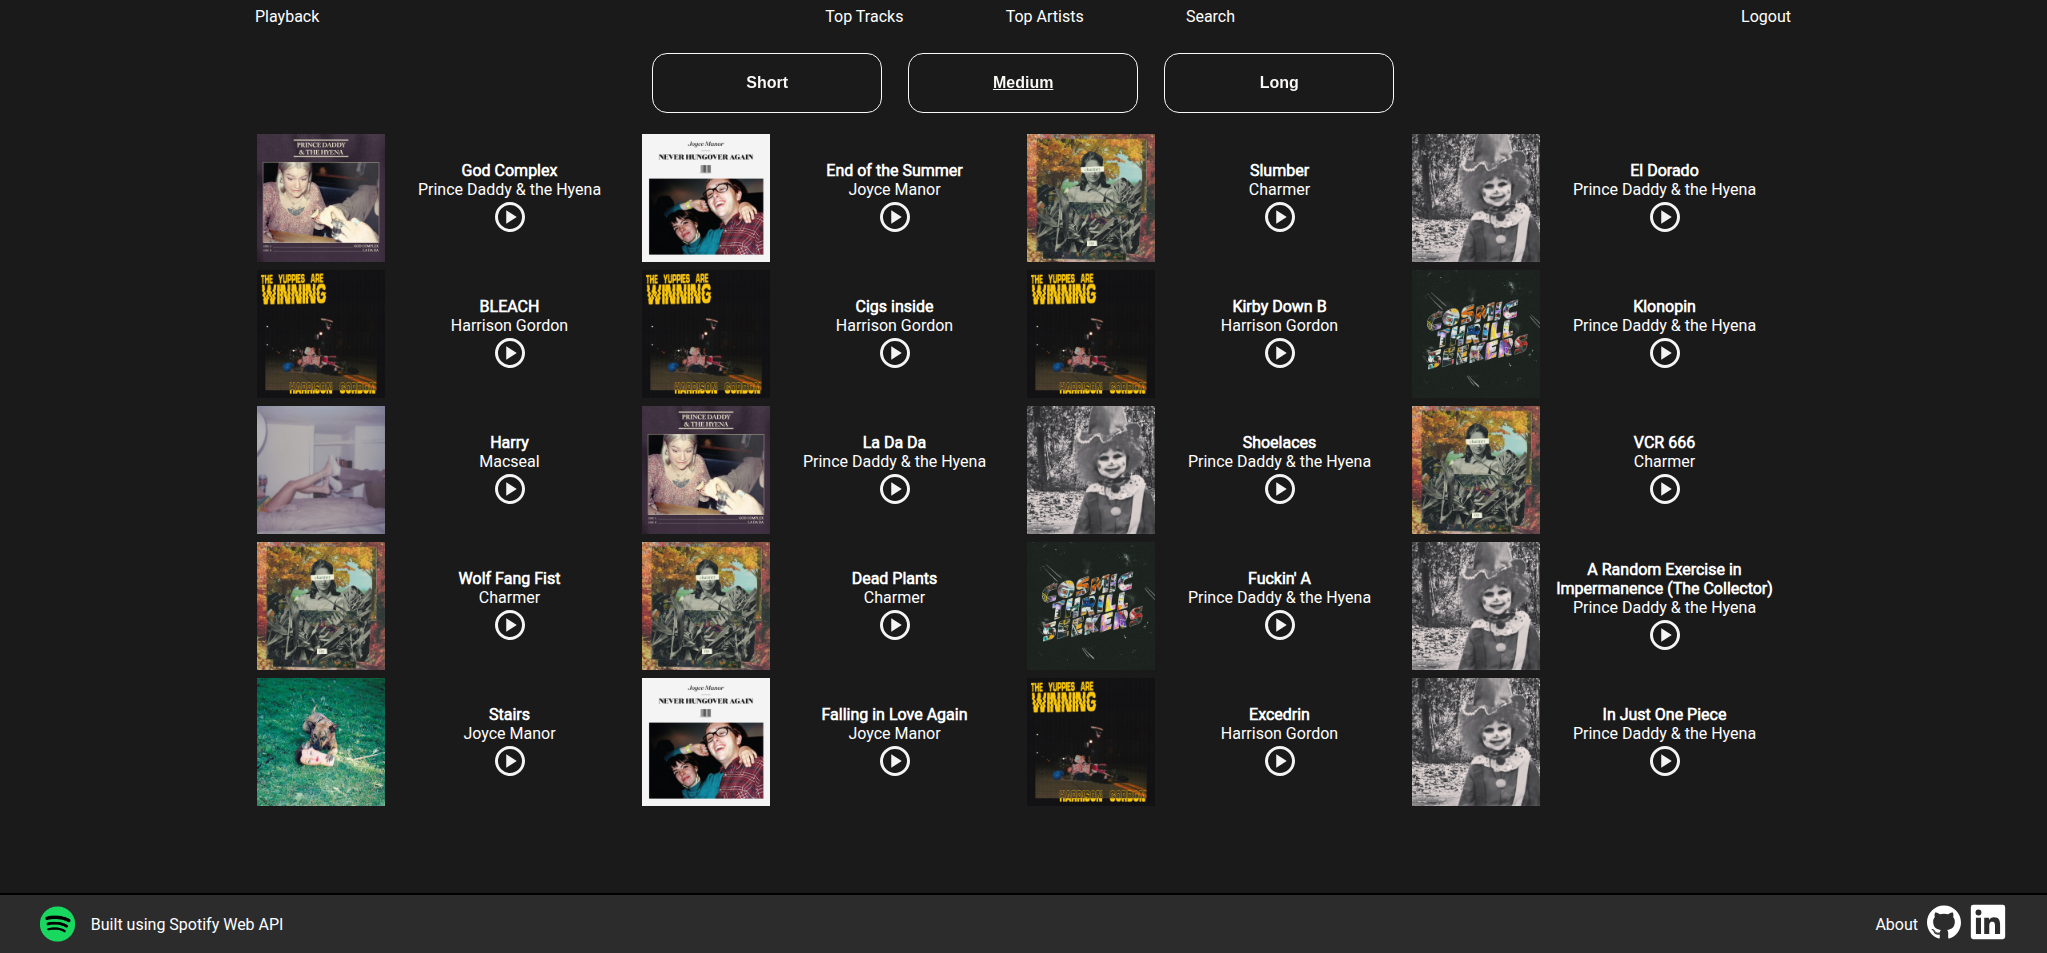 Playback Top Tracks Top Artists Search Logout
Short Medium Long
PRINCE DADDY
& THE HYENA
God Complex
Prince Daddy & the Hyena
Joyce Manor
NEVER HUNGOVER AGAIN
End of the Summer
Joyce Manor
charmer
Slumber
Charmer
El Dorado
Prince Daddy & the Hyena
THE YUPPIES ARE
WINNING
HARRISON GORDON
BLEACH
Harrison Gordon
THE YUPPIES ARE
WINNING
HARRISON GORDON
Cigs inside
Harrison Gordon
THE YUPPIES ARE
WINNING
HARRISON GORDON
Kirby Down B
Harrison Gordon
COSMIC
THRILL
SEEKERS
Klonopin
Prince Daddy & the Hyena
Harry
Macseal
PRINCE DADDY
& THE HYENA
La Da Da
Prince Daddy & the Hyena
Shoelaces
Prince Daddy & the Hyena
charmer
VCR 666
Charmer
charmer
Wolf Fang Fist
Charmer
charmer
Dead Plants
Charmer
COSMIC
THRILL
SEEKERS
Fuckin' A
Prince Daddy & the Hyena
A Random Exercise in
Impermanence (The Collector)
Prince Daddy & the Hyena
Stairs
Joyce Manor
Joyce Manor
NEVER HUNGOVER AGAIN
Falling in Love Again
Joyce Manor
THE YUPPIES ARE
WINNING
HARRISON GORDON
Excedrin
Harrison Gordon
In Just One Piece
Prince Daddy & the Hyena
Built using Spotify Web API
About
in